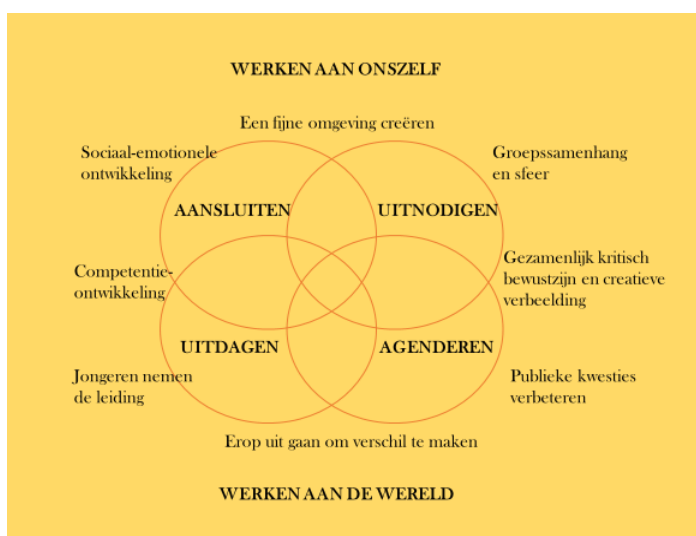 WERKEN AAN ONSZELF
Een fijne omgeving creëren
Sociaal-emotionele
ontwikkeling
Groepssamenhang
en sfeer
AANSLUITEN
UITNODIGEN
Competentie-
ontwikkeling
Gezamenlijk kritisch
bewustzijn en creatieve
verbeelding
UITDAGEN
AGENDEREN
Jongeren nemen
de leiding
Publieke kwesties
verbeteren
Erop uit gaan om verschil te maken
WERKEN AAN DE WERELD